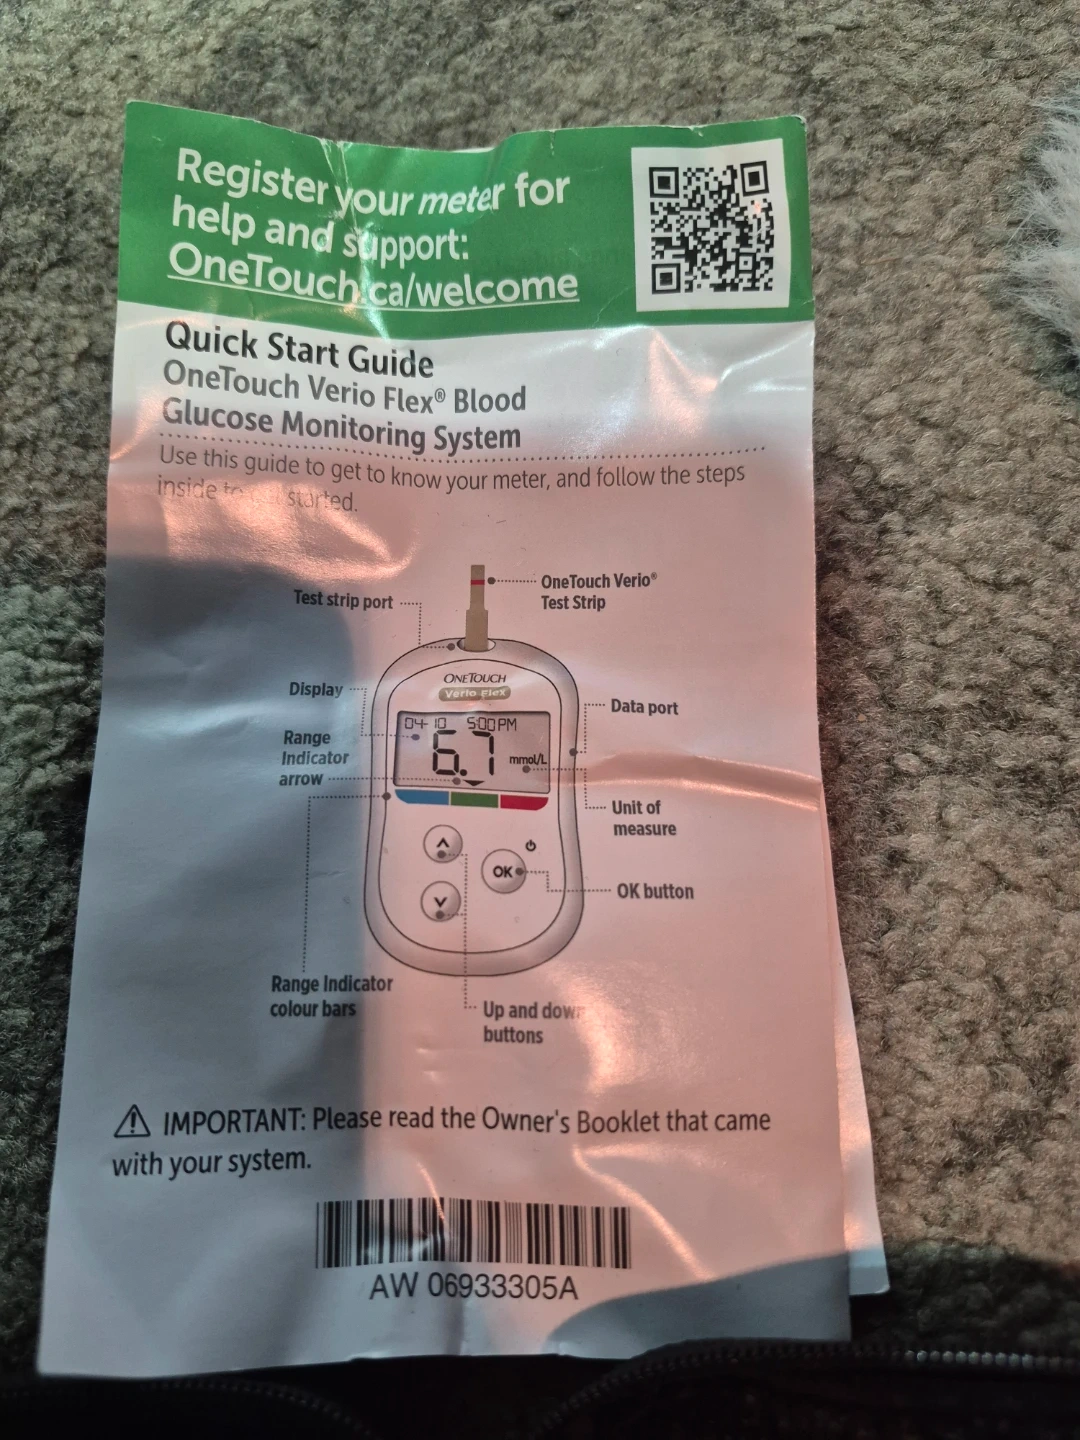 Register your meter for
help and support:
OneTouch.ca/welcome
Quick Start Guide
OneTouch Verio Flex® Blood
Glucose Monitoring System
Use this guide to get to know your meter, and follow the steps
inside to started.
OneTouch Verio®
Test Strip
Test strip port
ONETOUCH
Verio Flex
Display
Data port
04-10 5:00PM
6.7
mmol/L
Range
Indicator
arrow
Unit of
measure
OK
OK button
Range Indicator
colour bars
Up and down
buttons
IMPORTANT: Please read the Owner's Booklet that came
with your system.
AW 06933305A